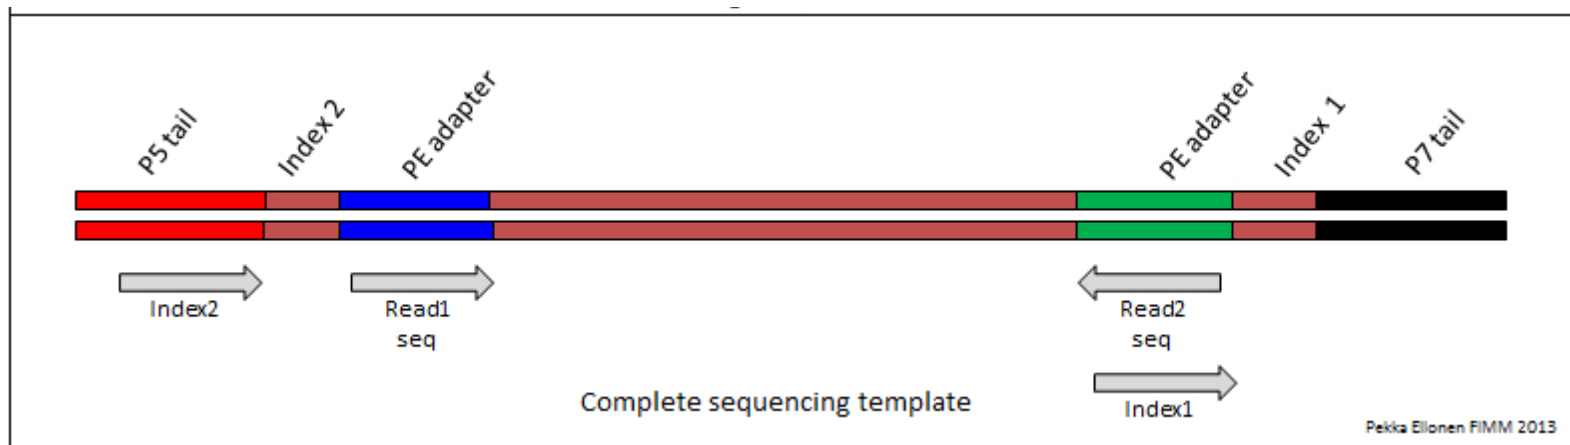 P5 tail
Index 2
PE adapter
PE adapter
Index 1
P7 tail
Index2
Read1
seq
Read2
seq
Index1
Complete sequencing template
Pekka Ellonen FIMM 2013